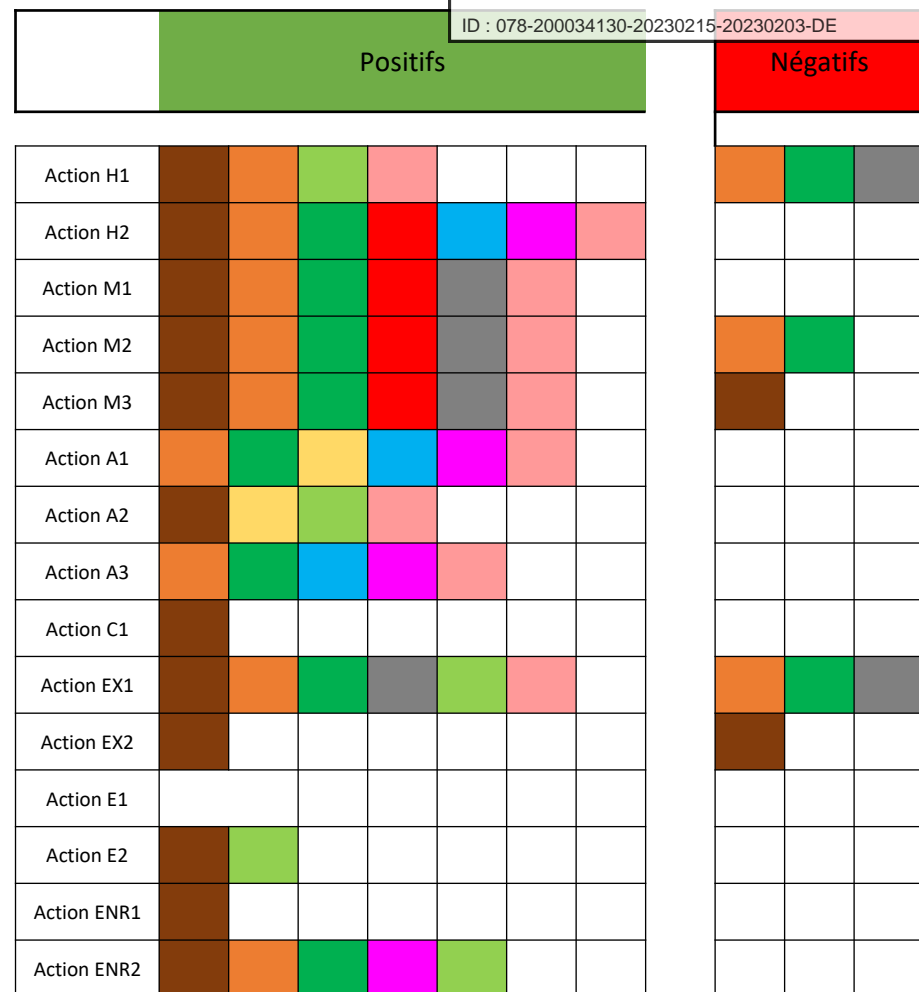 ID : 078-200034130-20230215-20230203-DE
Positifs
Négatifs
Action H1
Action H2
Action M1
Action M2
Action M3
Action A1
Action A2
Action A3
Action C1
Action EX1
Action EX2
Action E1
Action E2
Action ENR1
Action ENR2